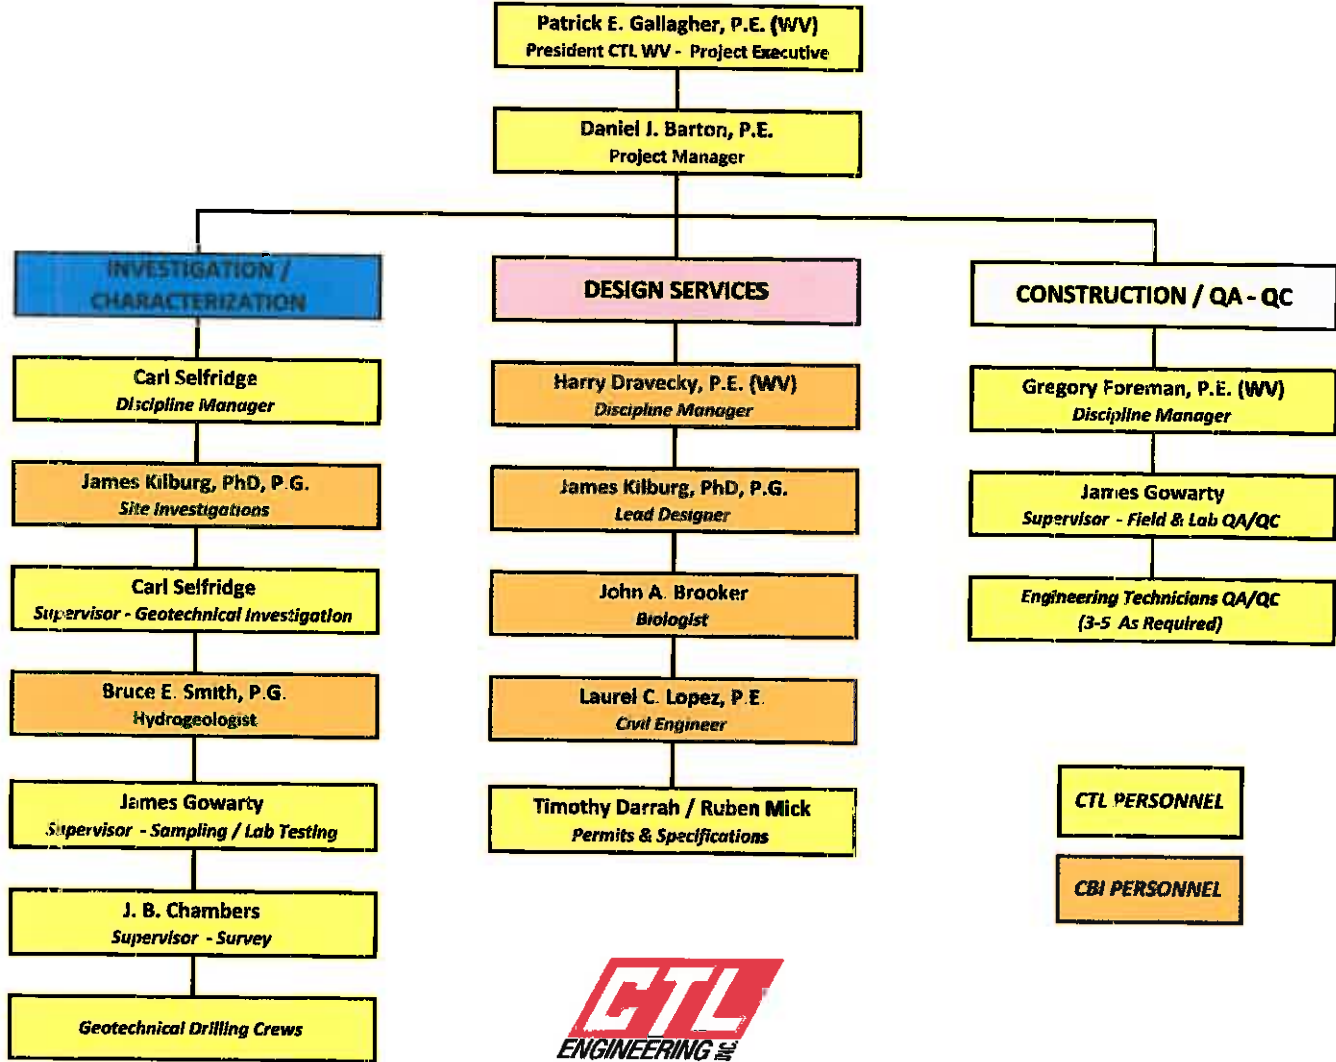 Patrick E. Gallagher, P.E. (WV)
President CTL WV - Project Executive
Daniel J. Barton, P.E.
Project Manager
INVESTIGATION /
CHARACTERIZATION
Carl Selfridge
Discipline Manager
James Kilburg, PhD, P.G.
Site Investigations
Carl Selfridge
Supervisor - Geotechnical Investigation
Bruce E. Smith, P.G.
Hydrogeologist
James Gowarty
Supervisor - Sampling / Lab Testing
J. B. Chambers
Supervisor - Survey
Geotechnical Drilling Crews
DESIGN SERVICES
Harry Dravecky, P.E. (WV)
Discipline Manager
James Kilburg, PhD, P.G.
Lead Designer
John A. Brooker
Biologist
Laurel C. Lopez, P.E.
Civil Engineer
Timothy Darrah / Ruben Mick
Permits & Specifications
CONSTRUCTION / QA - QC
Gregory Foreman, P.E. (WV)
Discipline Manager
James Gowarty
Supervisor - Field & Lab QA/QC
Engineering Technicians QA/QC
(3-5 As Required)
CTL PERSONNEL
CBI PERSONNEL
CTL
ENGINEERING INC.